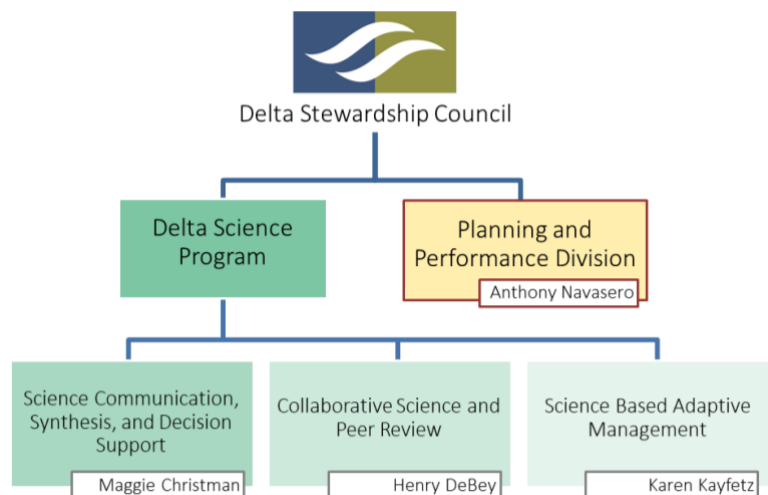 Delta Stewardship Council
Delta Science
Program
Planning and
Performance Division
Anthony Navasero
Science Communication,
Synthesis, and Decision
Support
Maggie Christman
Collaborative Science and
Peer Review
Henry DeBey
Science Based Adaptive
Management
Karen Kayfetz